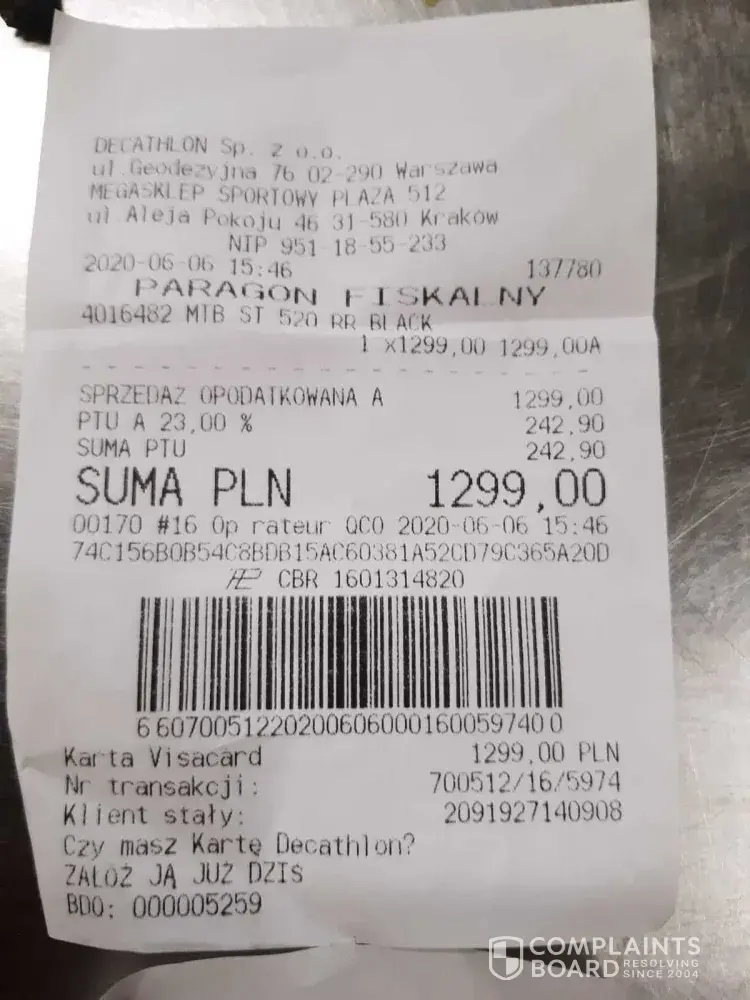 DECATHLON Sp. z o.o.
ul.Geodezyjna 76 02-290 Warszawa
MEGASKLEP SPORTOWY PLAZA 512
ul Aleja Pokoju 46 31-580 Kraków
NIP 951-18-55-233
2020-06-06 15:46 137780
PARAGON FISKALNY
4016482 MTB ST 520 RR BLACK
1 x1299,00 1299,00A
SPRZEDAŻ OPODATKOWANA A 1299,00
PTU A 23,00 % 242,90
SUMA PTU 242,90
SUMA PLN 1299,00
00170 #16 Op rateur QCO 2020-06-06 15:46
74C156B0B54C8BDB15AC60381A52CD79C365A20D
CBR 1601314820
6 607005122020060600016005974 0 0
Karta Visacard 1299,00 PLN
Nr transakcji: 700512/16/5974
Klient stały: 2091927140908
Czy masz Kartę Decathlon?
ZAŁÓŻ JĄ JUŻ DZIŚ
BDO: 000005259
COMPLAINTS
BOARD RESOLVING SINCE 2004